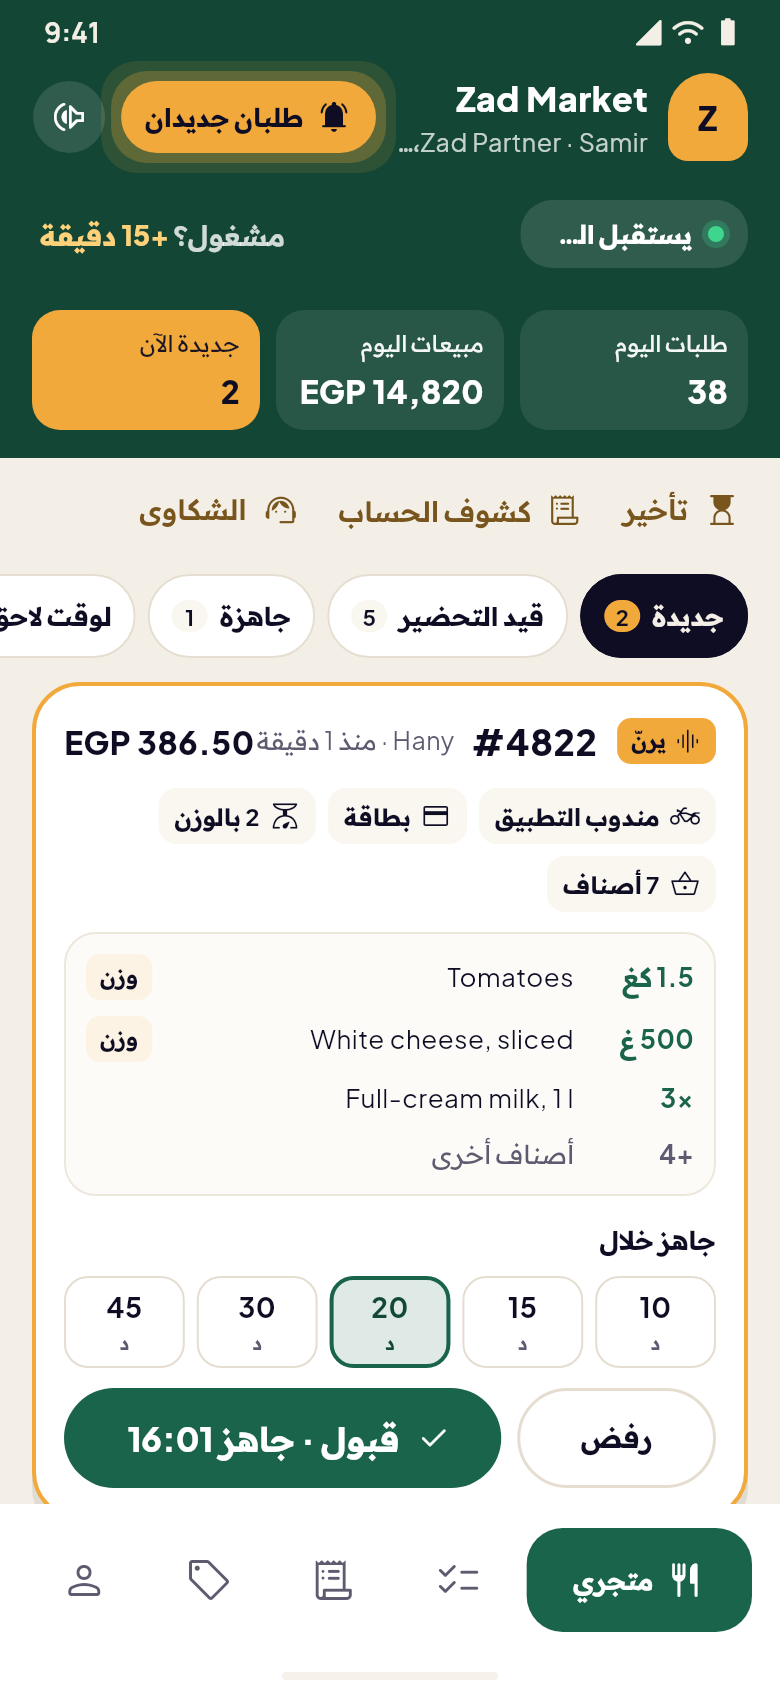 9:41
Z
Zad Market
Zad Partner · Samir،...
طلبان جديدان
يستقبل الـ...
مشغول؟ +15 دقيقة
طلبات اليوم
38
مبيعات اليوم
EGP 14,820
جديدة الآن
2
تأخير
كشوف الحساب
الشكاوى
جديدة 2
قيد التحضير 5
جاهزة 1
لوقت لاحق
يرنّ
#4822
Hany · منذ 1 دقيقة
EGP 386.50
مندوب التطبيق
بطاقة
2 بالوزن
7 أصناف
1.5 كغ Tomatoes وزن
500 غ White cheese, sliced وزن
3× Full-cream milk, 1 l
+4 أصناف أخرى
جاهز خلال
10 د
15 د
20 د
30 د
45 د
رفض
قبول · جاهز 16:01
متجري